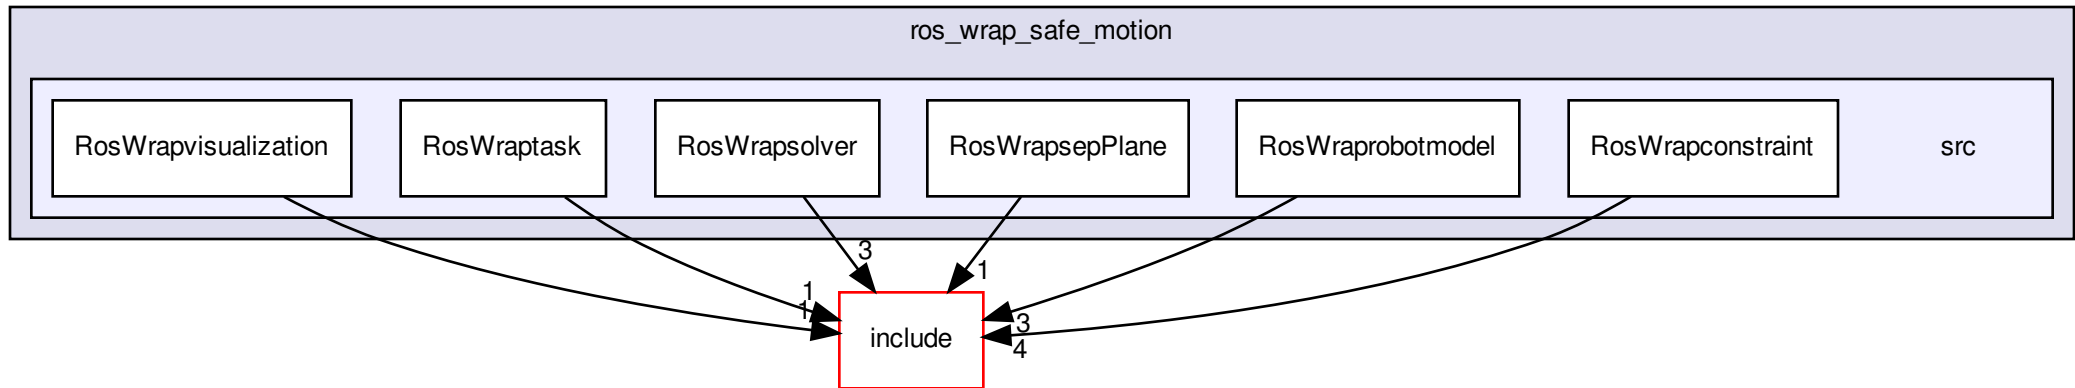 ros_wrap_safe_motion
RosWrapvisualization
RosWraptask
RosWrapsolver
RosWrapsepPlane
RosWraprobotmodel
RosWrapconstraint
src
3
1
1
1
3
4
include